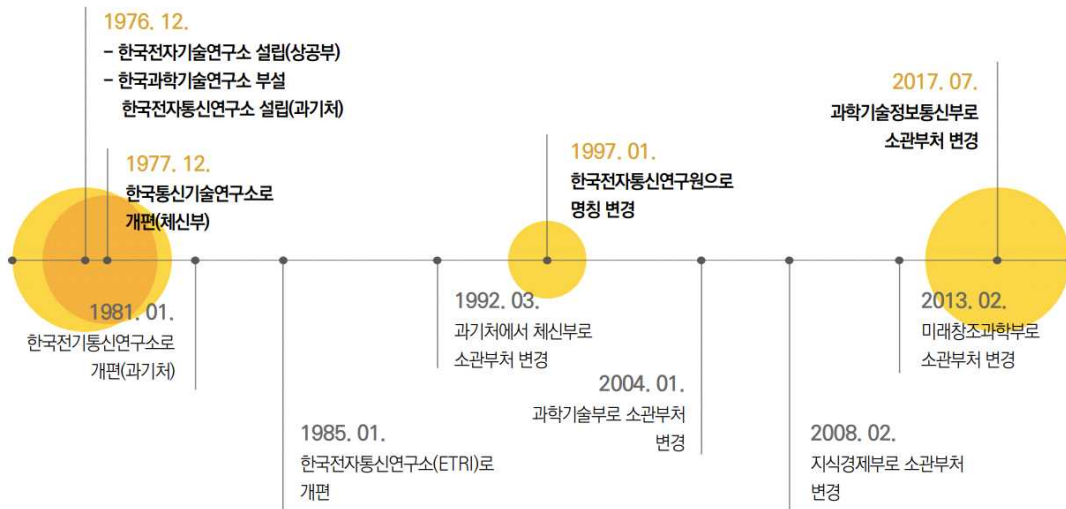 1976. 12.
- 한국전자기술연구소 설립(상공부)
- 한국과학기술연구소 부설
한국전자통신연구소 설립(과기처)
1977. 12.
한국통신기술연구소로
개편(체신부)
1981. 01.
한국전기통신연구소로
개편(과기처)
1985. 01.
한국전자통신연구소(ETRI)로
개편
1992. 03.
과기처에서 체신부로
소관부처 변경
1997. 01.
한국전자통신연구원으로
명칭 변경
2004. 01.
과학기술부로 소관부처
변경
2008. 02.
지식경제부로 소관부처
변경
2013. 02.
미래창조과학부로
소관부처 변경
2017. 07.
과학기술정보통신부로
소관부처 변경